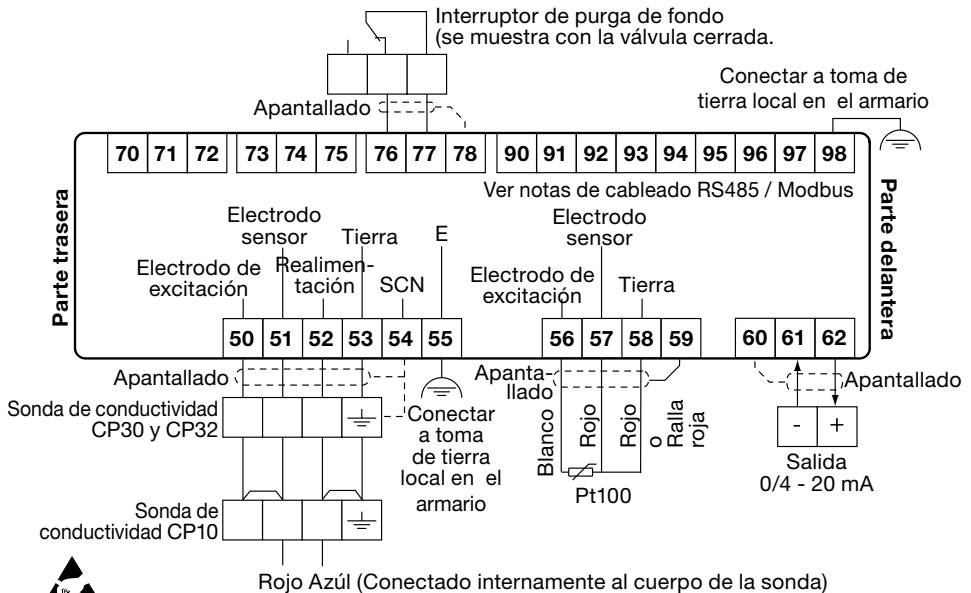 Interruptor de purga de fondo
(se muestra con la válvula cerrada.
Conectar a toma de
tierra local en el armario
Apantallado
70 71 72 73 74 75 76 77 78 90 91 92 93 94 95 96 97 98
Ver notas de cableado RS485 / Modbus
Parte trasera
Parte delantera
Electrodo
sensor
Tierra
E
Electrodo de
excitación
Realimen-
tación
SCN
Electrodo
sensor
Electrodo de
excitación
Tierra
50 51 52 53 54 55 56 57 58 59 60 61 62
Apantallado
Sonda de conductividad
CP30 y CP32
Conectar
a toma
de tierra
local en el
armario
Apanta-
llado
Blanco
Rojo
Rojo
o Ralla
roja
Pt100
Apantallado
- +
Salida
0/4 - 20 mA
Sonda de
conductividad CP10
Rojo Azúl (Conectado internamente al cuerpo de la sonda)